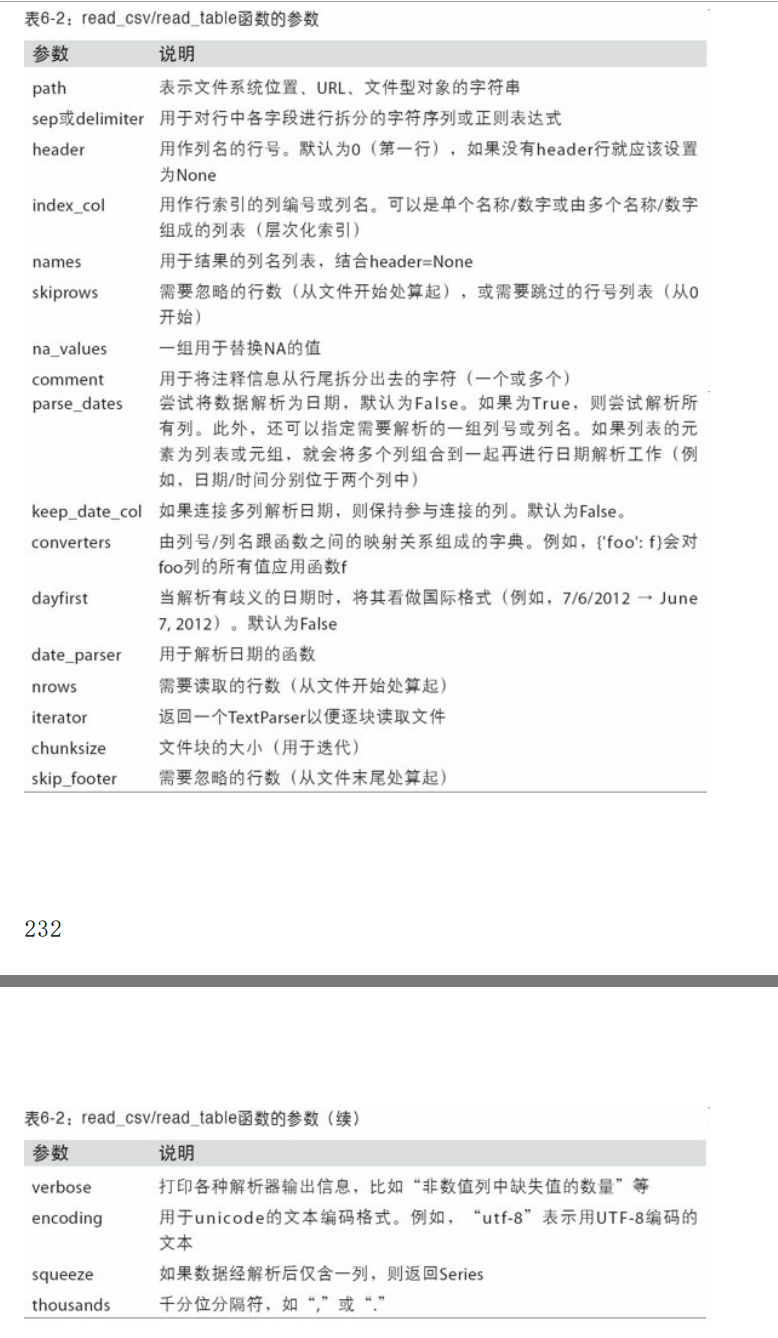 表6-2：read_csv/read_table函数的参数
参数 说明
path 表示文件系统位置、URL、文件型对象的字符串
sep或delimiter 用于对行中各字段进行拆分的字符序列或正则表达式
header 用作列名的行号。默认为0（第一行），如果没有header行就应该设置
为None
index_col 用作行索引的列编号或列名。可以是单个名称/数字或由多个名称/数字
组成的列表（层次化索引）
names 用于结果的列名列表，结合header=None
skiprows 需要忽略的行数（从文件开始处算起），或需要跳过的行号列表（从0
开始）
na_values 一组用于替换NA的值
comment 用于将注释信息从行尾拆分出去的字符（一个或多个）
parse_dates 尝试将数据解析为日期，默认为False。如果为True，则尝试解析所
有列。此外，还可以指定需要解析的一组列号或列名。如果列表的元
素为列表或元组，就会将多个列组合到一起再进行日期解析工作（例
如，日期/时间分别位于两个列中）
keep_date_col 如果连接多列解析日期，则保持参与连接的列。默认为False。
converters 由列号/列名跟函数之间的映射关系组成的字典。例如，{'foo': f}会对
foo列的所有值应用函数f
dayfirst 当解析有歧义的日期时，将其看做国际格式（例如，7/6/2012 → June
7, 2012）。默认为False
date_parser 用于解析日期的函数
nrows 需要读取的行数（从文件开始处算起）
iterator 返回一个TextParser以便逐块读取文件
chunksize 文件块的大小（用于迭代）
skip_footer 需要忽略的行数（从文件末尾处算起）
232
表6-2：read_csv/read_table函数的参数（续）
参数 说明
verbose 打印各种解析器输出信息，比如“非数值列中缺失值的数量”等
encoding 用于unicode的文本编码格式。例如，“utf-8”表示用UTF-8编码的
文本
squeeze 如果数据经解析后仅含一列，则返回Series
thousands 千分位分隔符，如“,”或“.”